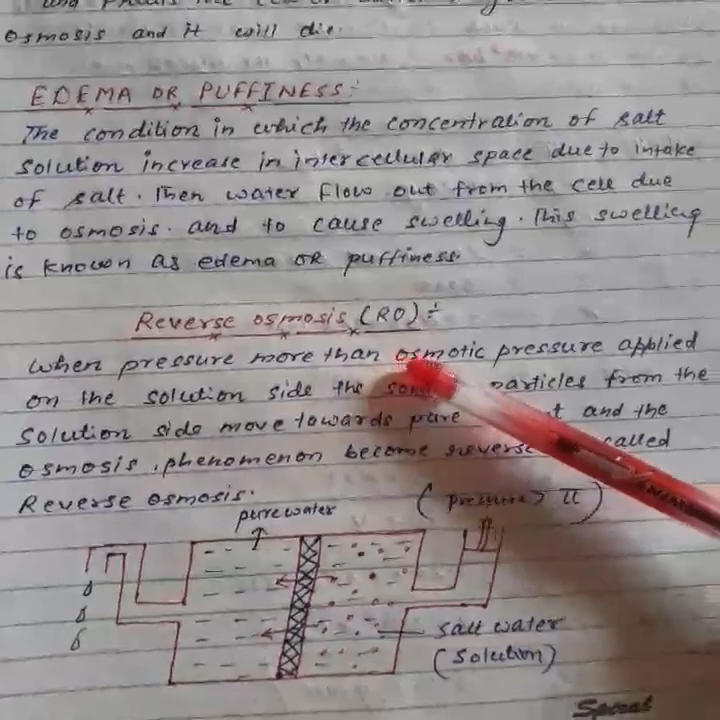 osmosis and it will die.
EDEMA OR PUFFINESS:-
The condition in which the concentration of salt
solution increase in intercellular space due to intake
of salt. Then water flow out from the cell due
to osmosis. and to cause swelling. This swelling
is known as edema OR puffiness.
Reverse osmosis (RO) :-
when pressure more than osmotic pressure applied
on the solution side the particles from the
solution side move towards pure and the
osmosis, phenomenon become reverse called
Reverse osmosis.
pure water
(pressure > π)
salt water
(solution)
Spiral